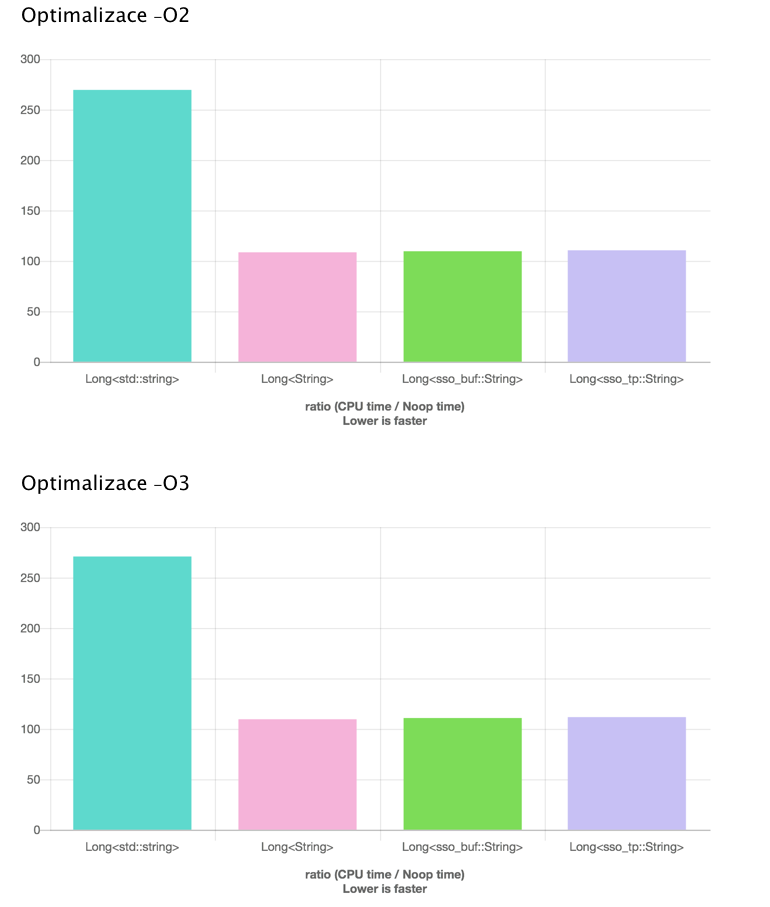 Optimalizace -O2
300
250
200
150
100
50
0
Long<std::string> Long<String> Long<sso_buf::String> Long<sso_tp::String>
ratio (CPU time / Noop time)
Lower is faster
Optimalizace -O3
300
250
200
150
100
50
0
Long<std::string> Long<String> Long<sso_buf::String> Long<sso_tp::String>
ratio (CPU time / Noop time)
Lower is faster